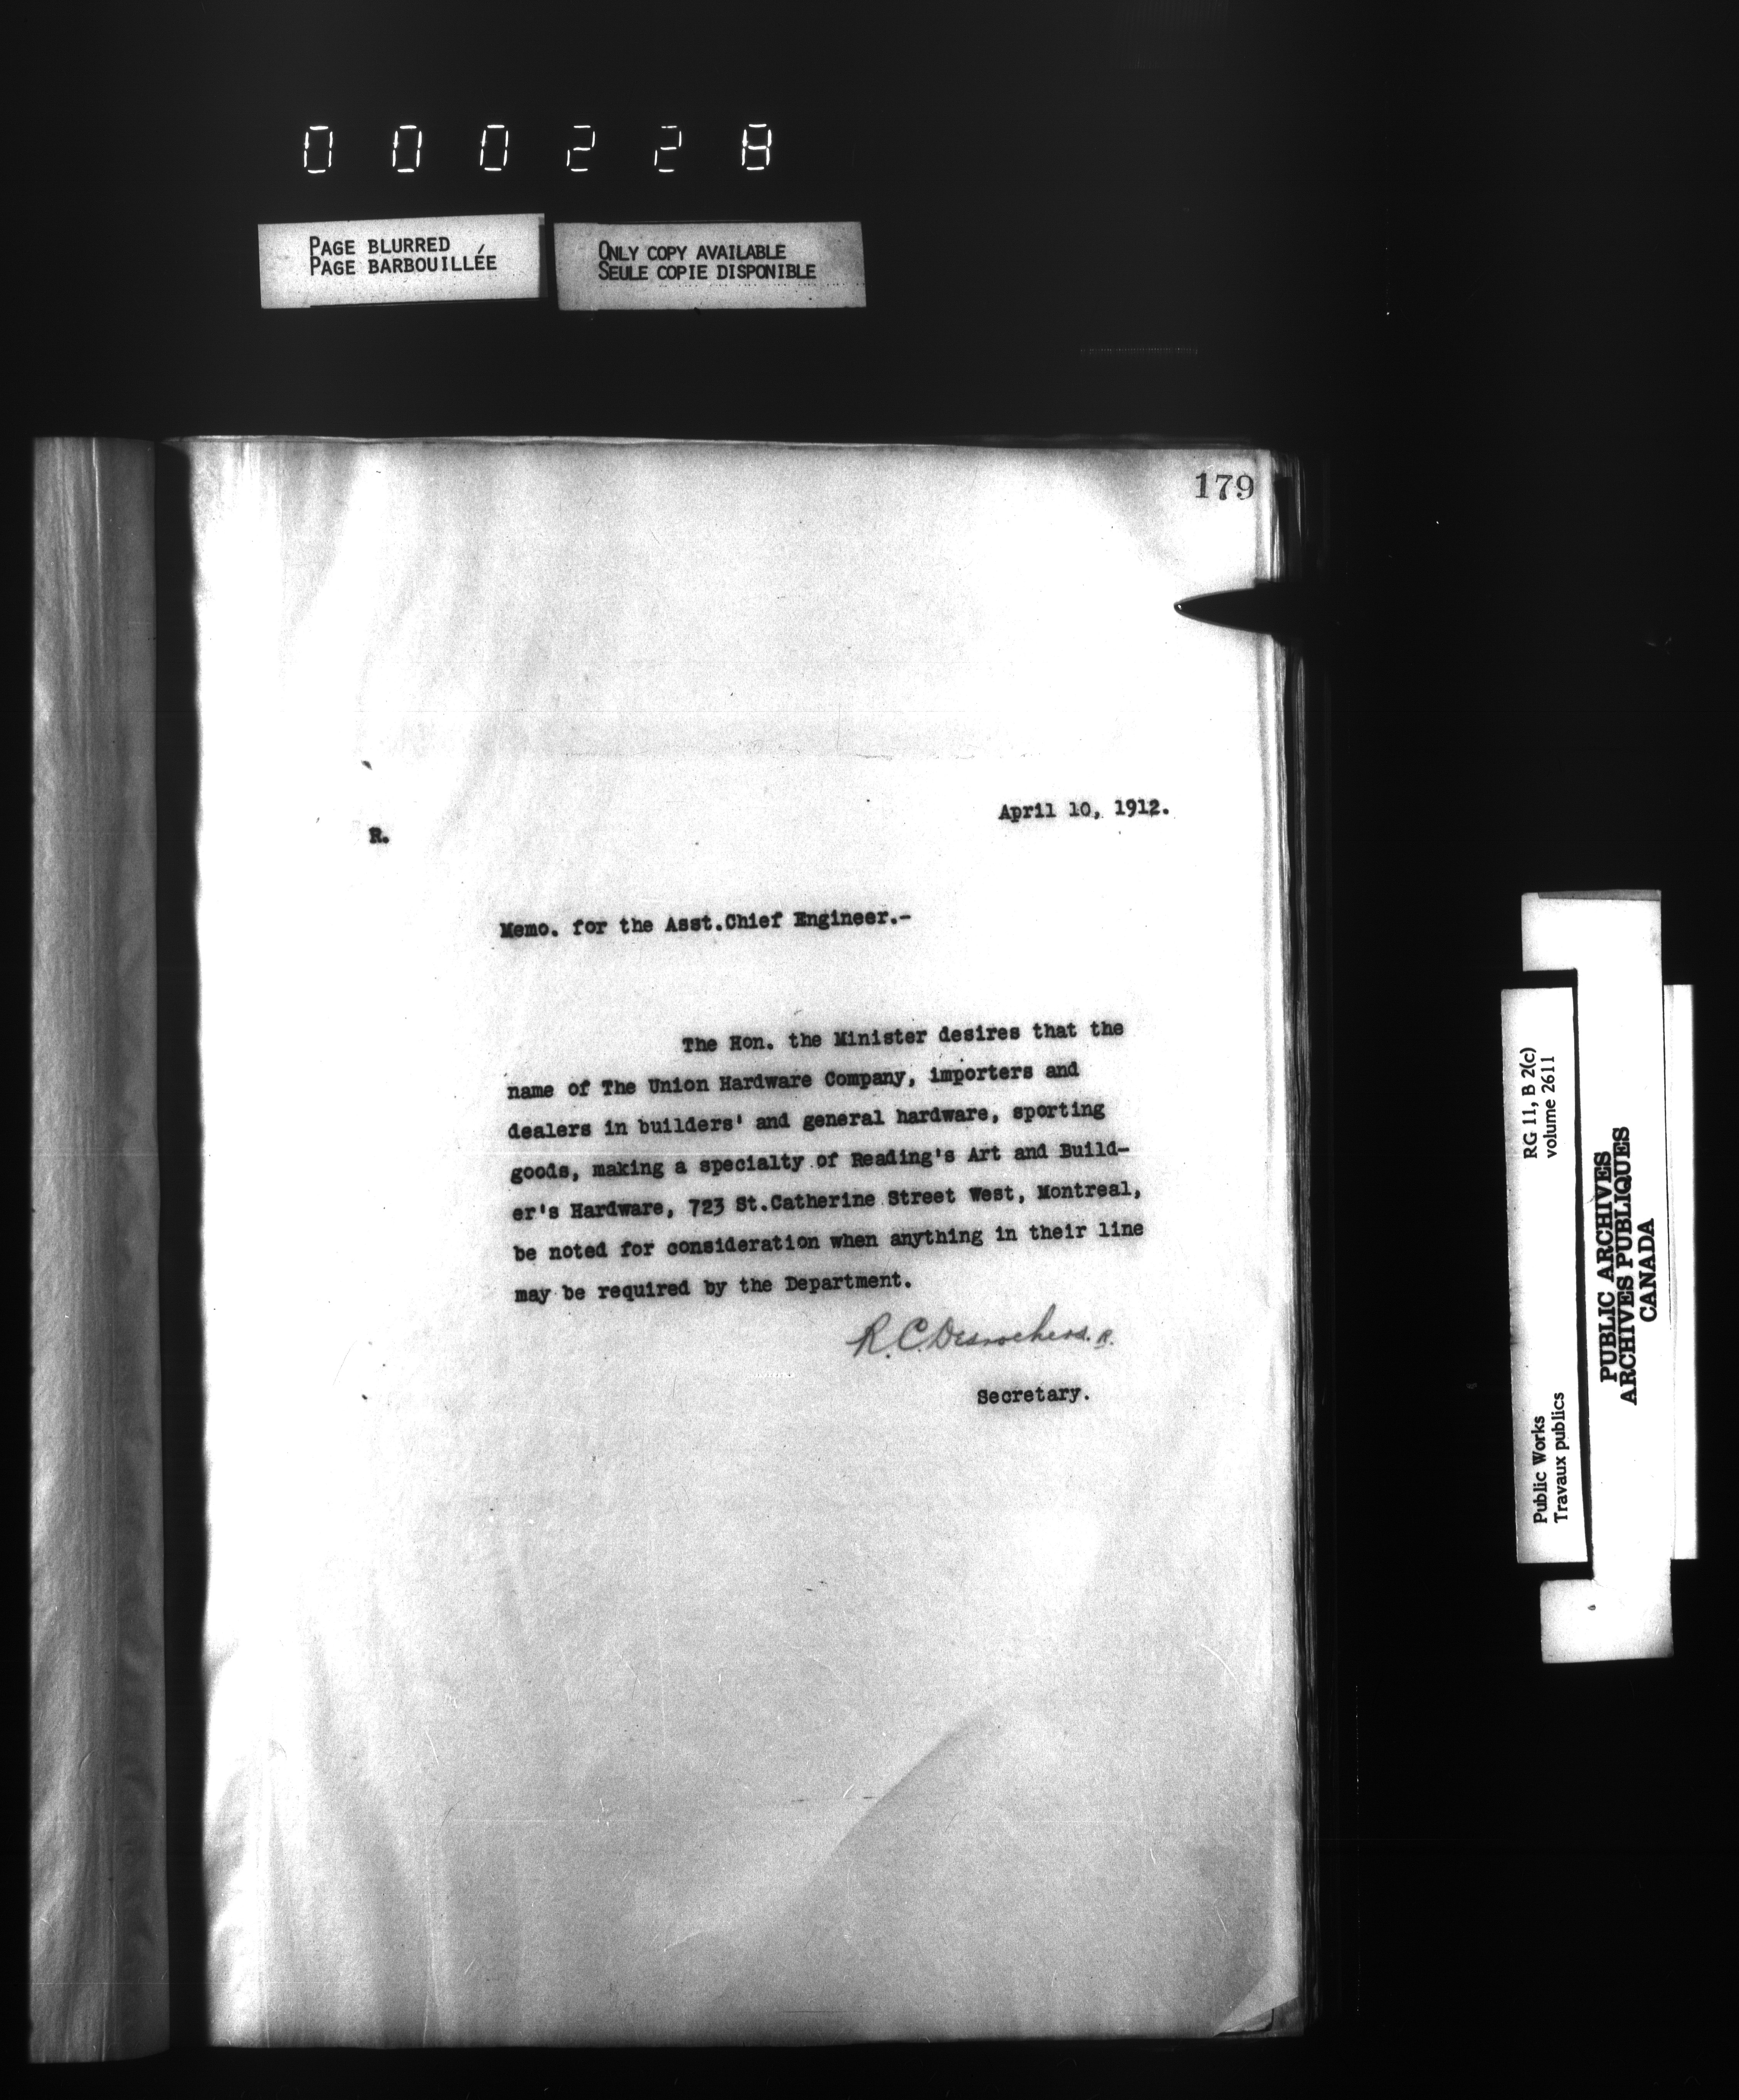 000228
PAGE BLURRED
PAGE BARBOUILLÉE
ONLY COPY AVAILABLE
SEULE COPIE DISPONIBLE
179
April 10, 1912.
R.
Memo. for the Asst.Chief Engineer.-
The Hon. the Minister desires that the
name of The Union Hardware Company, importers and
dealers in builders' and general hardware, sporting
goods, making a specialty of Reading's Art and Build-
er's Hardware, 723 St.Catherine Street West, Montreal,
be noted for consideration when anything in their line
may be required by the Department.
R.C.Desrochers. R.
Secretary.
RG 11, B 2(c)
volume 2611
Public Works
Travaux publics
PUBLIC ARCHIVES
ARCHIVES PUBLIQUES
CANADA